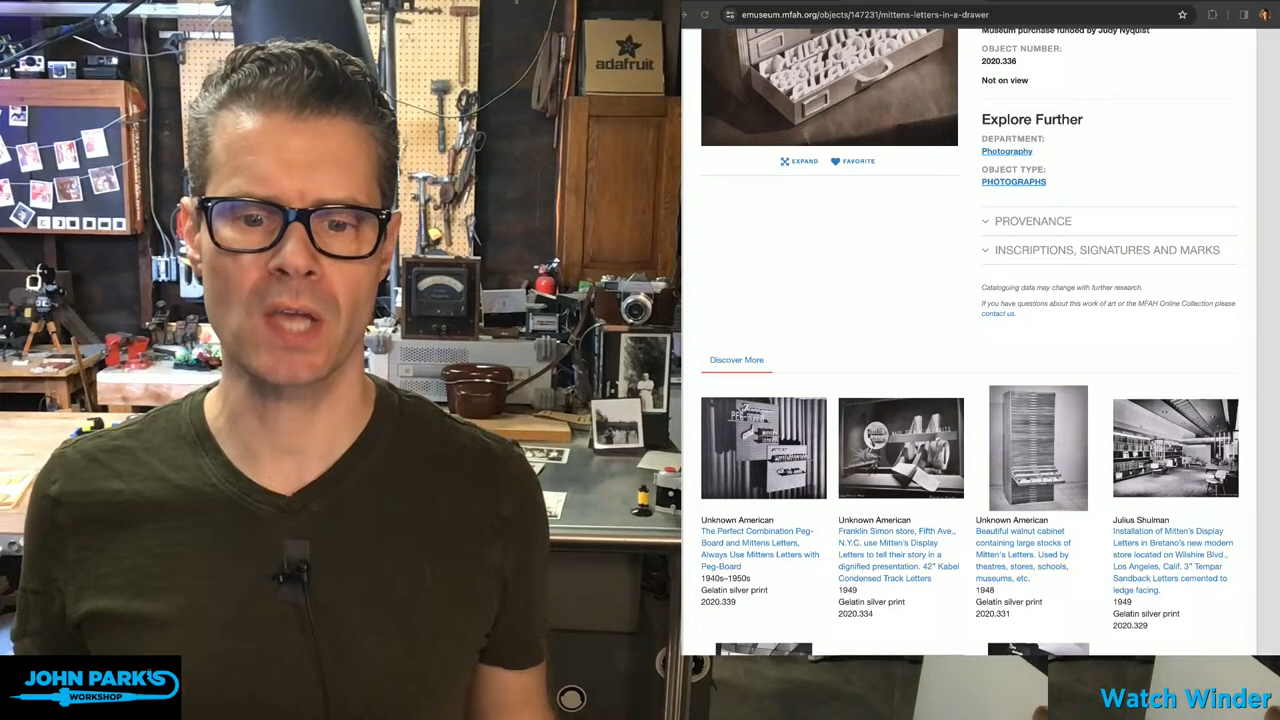 emuseum.mfah.org/objects/147231/mittens-letters-in-a-drawer
adafruit
Museum purchase funded by Judy Nyquist
OBJECT NUMBER:
2020.336
Not on view
Explore Further
DEPARTMENT:
Photography
OBJECT TYPE:
PHOTOGRAPHS
EXPAND
FAVORITE
PROVENANCE
INSCRIPTIONS, SIGNATURES AND MARKS
Cataloguing data may change with further research.
If you have questions about this work of art or the MFAH Online Collection please
contact us.
Discover More
PEG-BOARD
Unknown American
The Perfect Combination Peg-
Board and Mittens Letters,
Always Use Mittens Letters with
Peg-Board
1940s–1950s
Gelatin silver print
2020.339
Unknown American
Franklin Simon store, Fifth Ave.,
N.Y.C. use Mitten's Display
Letters to tell their story in a
dignified presentation. 42" Kabel
Condensed Track Letters
1949
Gelatin silver print
2020.334
Unknown American
Beautiful walnut cabinet
containing large stocks of
Mitten's Letters. Used by
theatres, stores, schools,
museums, etc.
1948
Gelatin silver print
2020.331
Julius Shulman
Installation of Mitten's Display
Letters in Bretano's new modern
store located on Wilshire Blvd.,
Los Angeles, Calif. 3" Tempar
Sandback Letters cemented to
ledge facing.
1949
Gelatin silver print
2020.329
JOHN PARK'S
WORKSHOP
Watch Winder